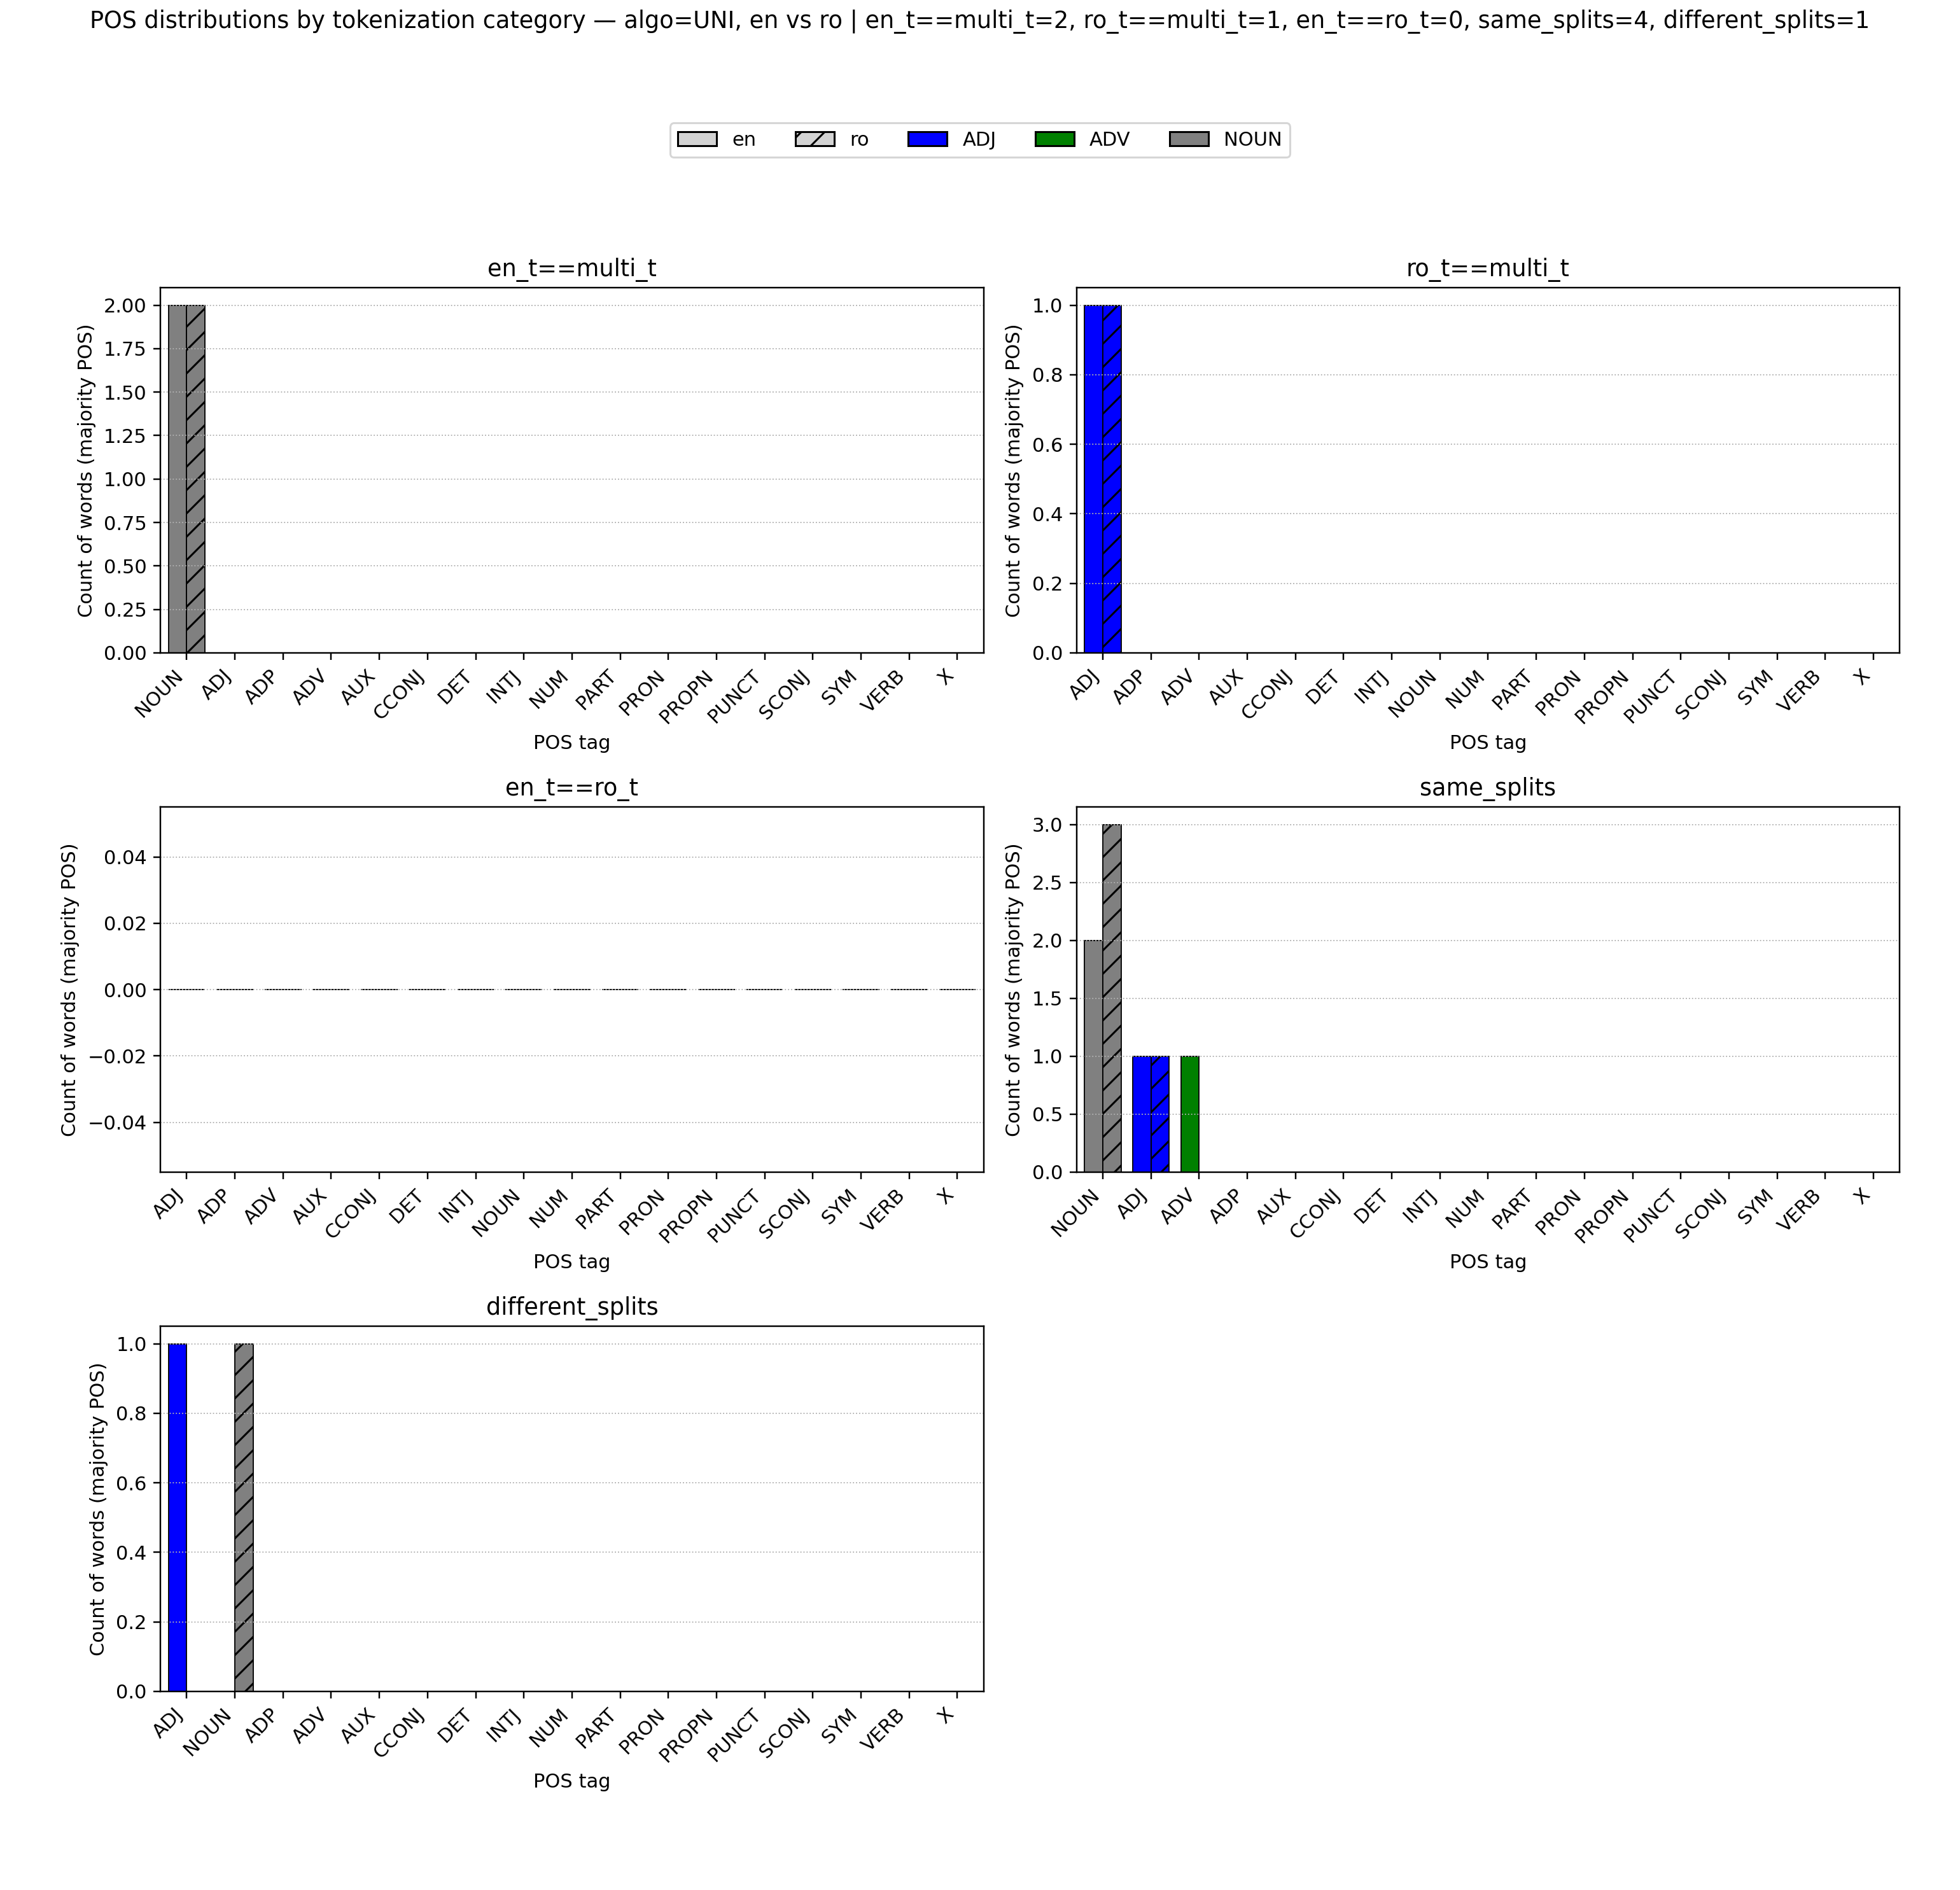 POS distributions by tokenization category — algo=UNI, en vs ro | en_t==multi_t=2, ro_t==multi_t=1, en_t==ro_t=0, same_splits=4, different_splits=1
en ro ADJ ADV NOUN
en_t==multi_t
Count of words (majority POS)
2.00
1.75
1.50
1.25
1.00
0.75
0.50
0.25
0.00
NOUN ADJ ADP ADV AUX CCONJ DET INTJ NUM PART PRON PROPN PUNCT SCONJ SYM VERB X
POS tag
ro_t==multi_t
Count of words (majority POS)
1.0
0.8
0.6
0.4
0.2
0.0
ADJ ADP ADV AUX CCONJ DET INTJ NOUN NUM PART PRON PROPN PUNCT SCONJ SYM VERB X
POS tag
en_t==ro_t
Count of words (majority POS)
0.04
0.02
0.00
−0.02
−0.04
ADJ ADP ADV AUX CCONJ DET INTJ NOUN NUM PART PRON PROPN PUNCT SCONJ SYM VERB X
POS tag
same_splits
Count of words (majority POS)
3.0
2.5
2.0
1.5
1.0
0.5
0.0
NOUN ADJ ADV ADP AUX CCONJ DET INTJ NUM PART PRON PROPN PUNCT SCONJ SYM VERB X
POS tag
different_splits
Count of words (majority POS)
1.0
0.8
0.6
0.4
0.2
0.0
ADJ NOUN ADP ADV AUX CCONJ DET INTJ NUM PART PRON PROPN PUNCT SCONJ SYM VERB X
POS tag